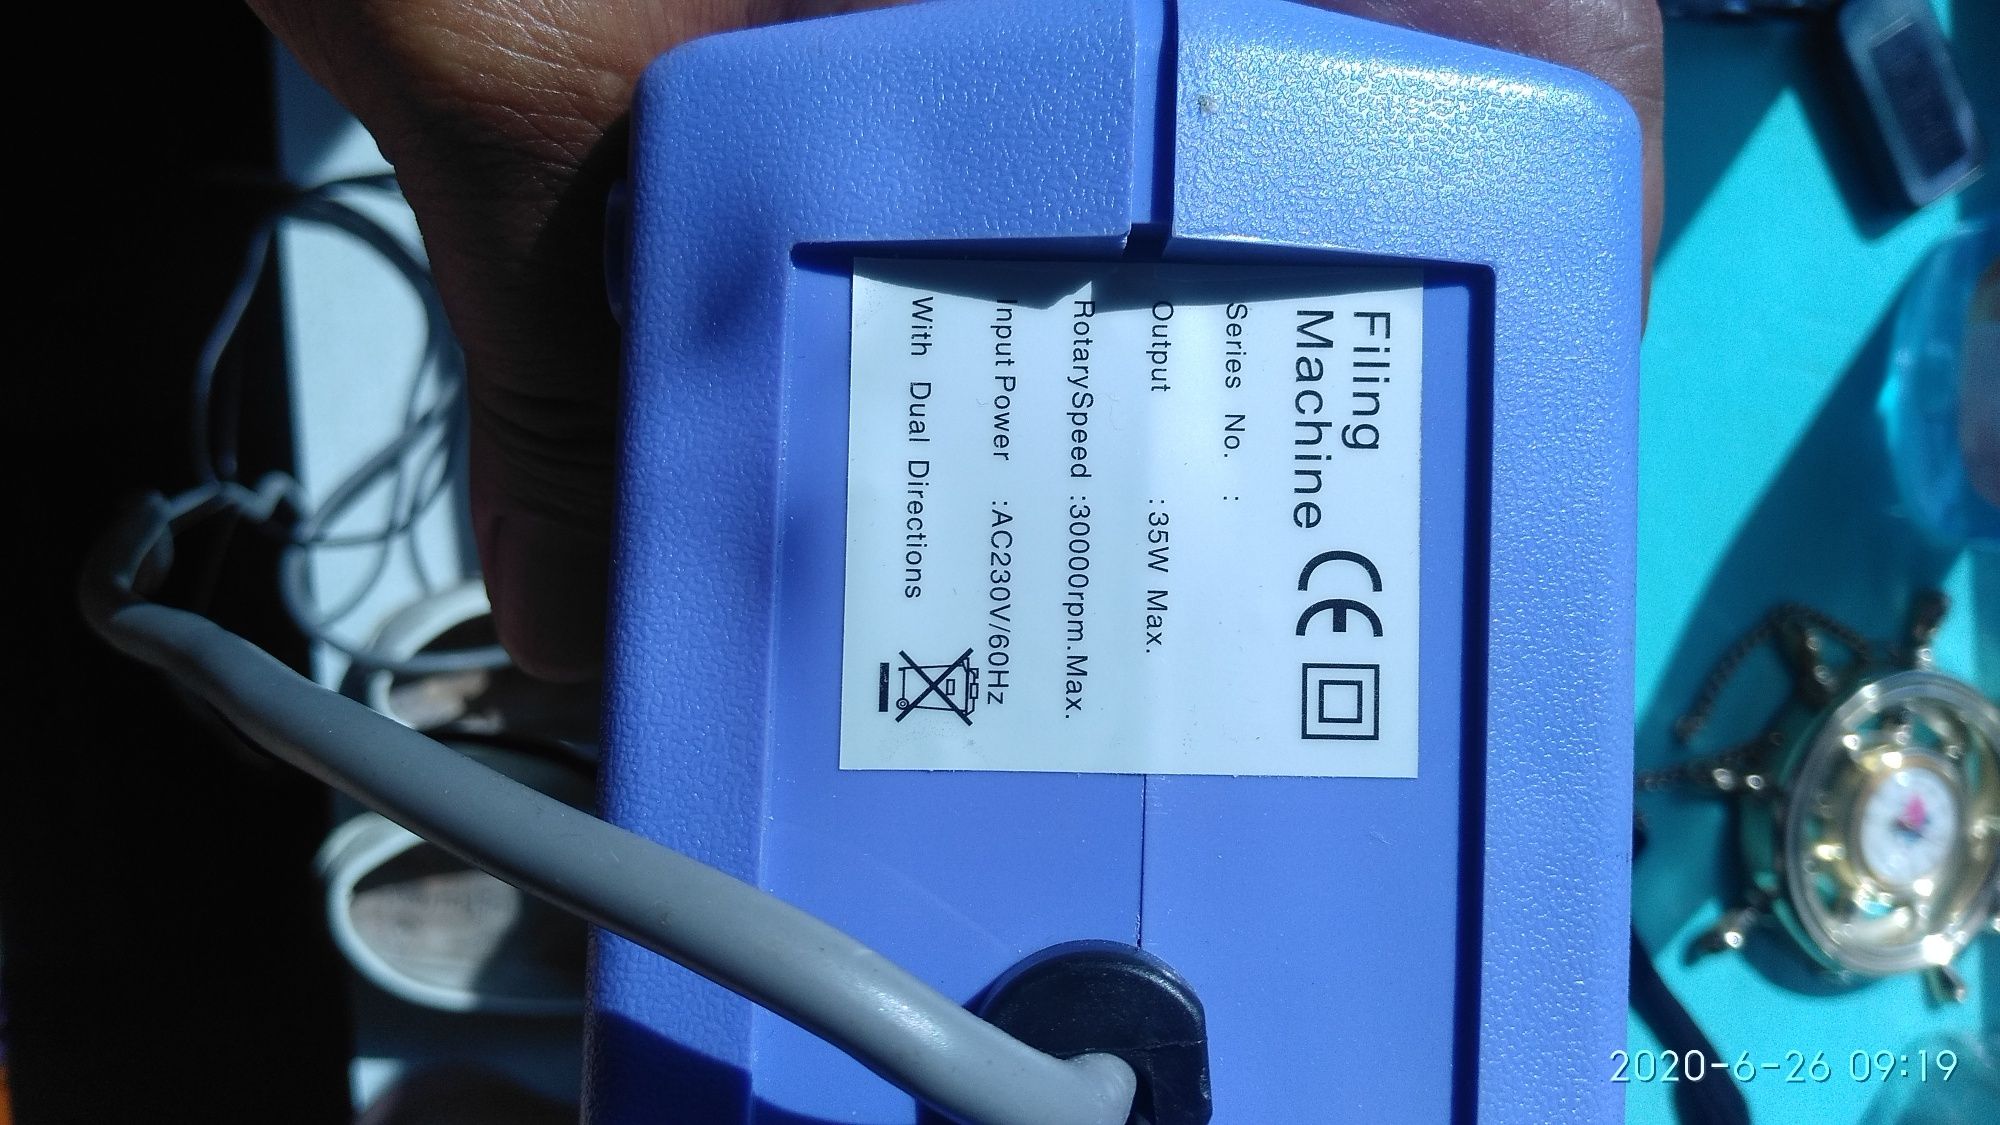 Filing
Machine CE
Series No. :
Output :35W Max.
RotarySpeed :30000rpm.Max.
Input Power :AC230V/60Hz
With Dual Directions
2020-6-26 09:19